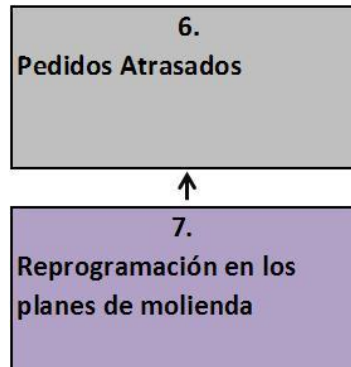 6.
Pedidos Atrasados
7.
Reprogramación en los
planes de molienda